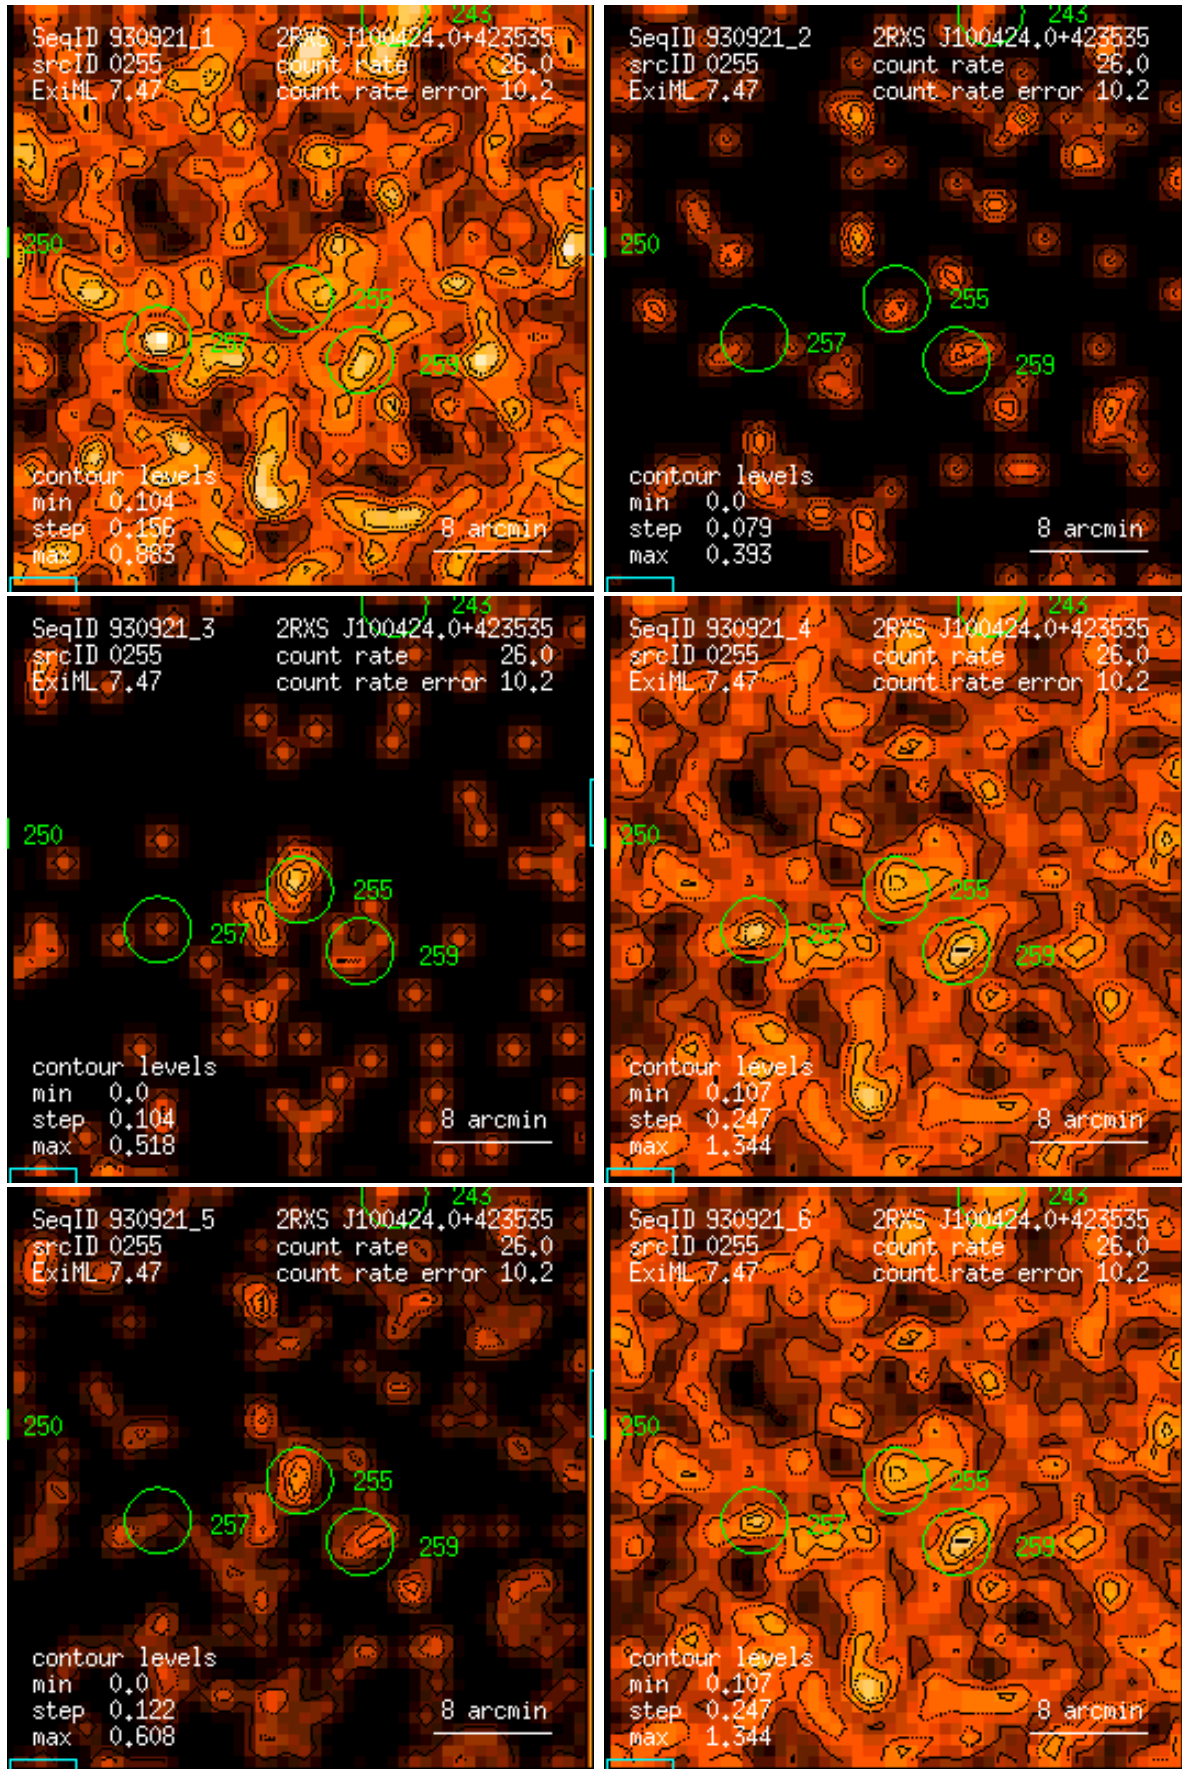 243
SeqID 930921_1 2RXS J100424.0+423535
srcID 0255 count rate 26.0
ExiML 7.47 count rate error 10.2
250
255
257
259
contour levels
min 0.104
step 0.156 8 arcmin
max 0.883
243
SeqID 930921_2 2RXS J100424.0+423535
srcID 0255 count rate 26.0
ExiML 7.47 count rate error 10.2
250
255
257
259
contour levels
min 0.0
step 0.079 8 arcmin
max 0.393
243
SeqID 930921_3 2RXS J100424.0+423535
srcID 0255 count rate 26.0
ExiML 7.47 count rate error 10.2
250
255
257
259
contour levels
min 0.0
step 0.104 8 arcmin
max 0.518
243
SeqID 930921_4 2RXS J100424.0+423535
srcID 0255 count rate 26.0
ExiML 7.47 count rate error 10.2
250
255
257
259
contour levels
min 0.107
step 0.247 8 arcmin
max 1.344
243
SeqID 930921_5 2RXS J100424.0+423535
srcID 0255 count rate 26.0
ExiML 7.47 count rate error 10.2
250
255
257
259
contour levels
min 0.0
step 0.122 8 arcmin
max 0.608
243
SeqID 930921_6 2RXS J100424.0+423535
srcID 0255 count rate 26.0
ExiML 7.47 count rate error 10.2
250
255
257
259
contour levels
min 0.107
step 0.247 8 arcmin
max 1.344